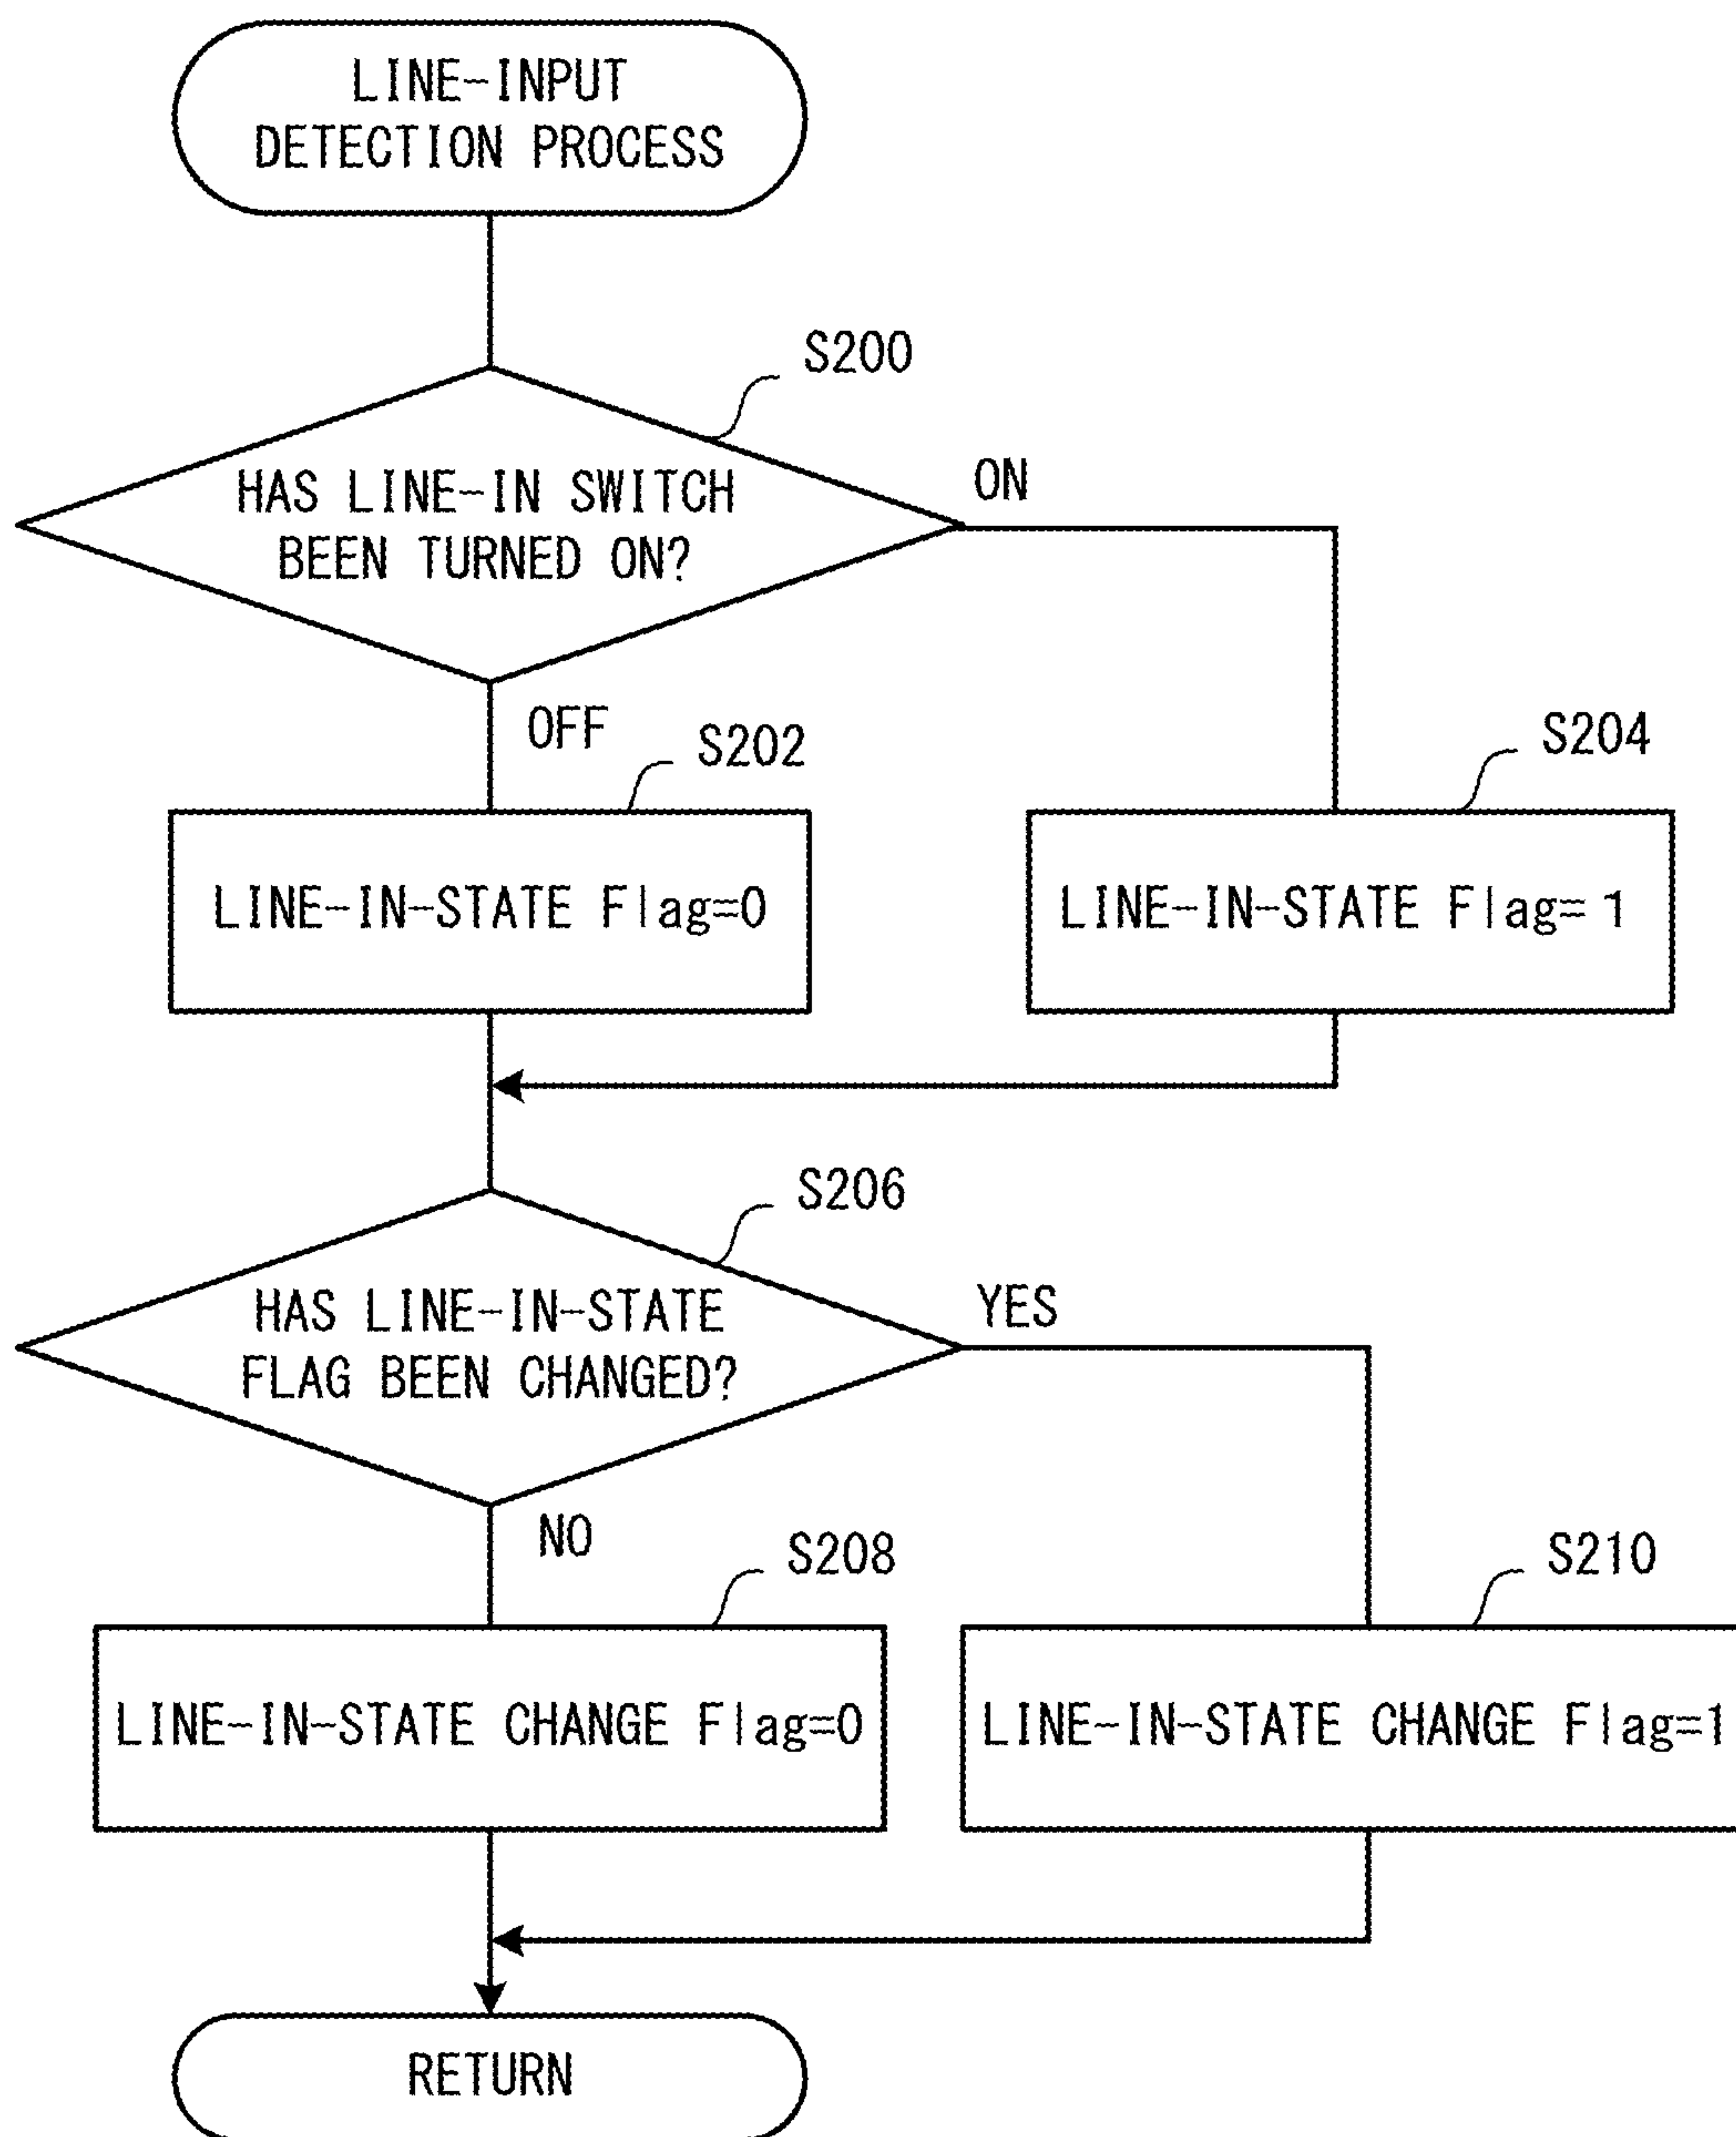 LINE-INPUT
DETECTION PROCESS
S200
HAS LINE-IN SWITCH
BEEN TURNED ON?
ON
OFF
S202
S204
LINE-IN-STATE Flag=0
LINE-IN-STATE Flag=1
S206
HAS LINE-IN-STATE
FLAG BEEN CHANGED?
YES
NO
S208
S210
LINE-IN-STATE CHANGE Flag=0
LINE-IN-STATE CHANGE Flag=1
RETURN